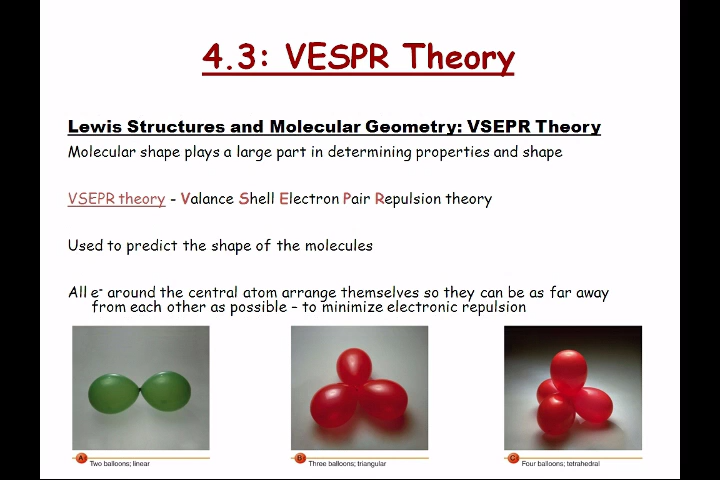 4.3: VESPR Theory
Lewis Structures and Molecular Geometry: VSEPR Theory
Molecular shape plays a large part in determining properties and shape
VSEPR theory - Valance Shell Electron Pair Repulsion theory
Used to predict the shape of the molecules
All e⁻ around the central atom arrange themselves so they can be as far away
from each other as possible – to minimize electronic repulsion
A Two balloons; linear
B Three balloons; triangular
C Four balloons; tetrahedral